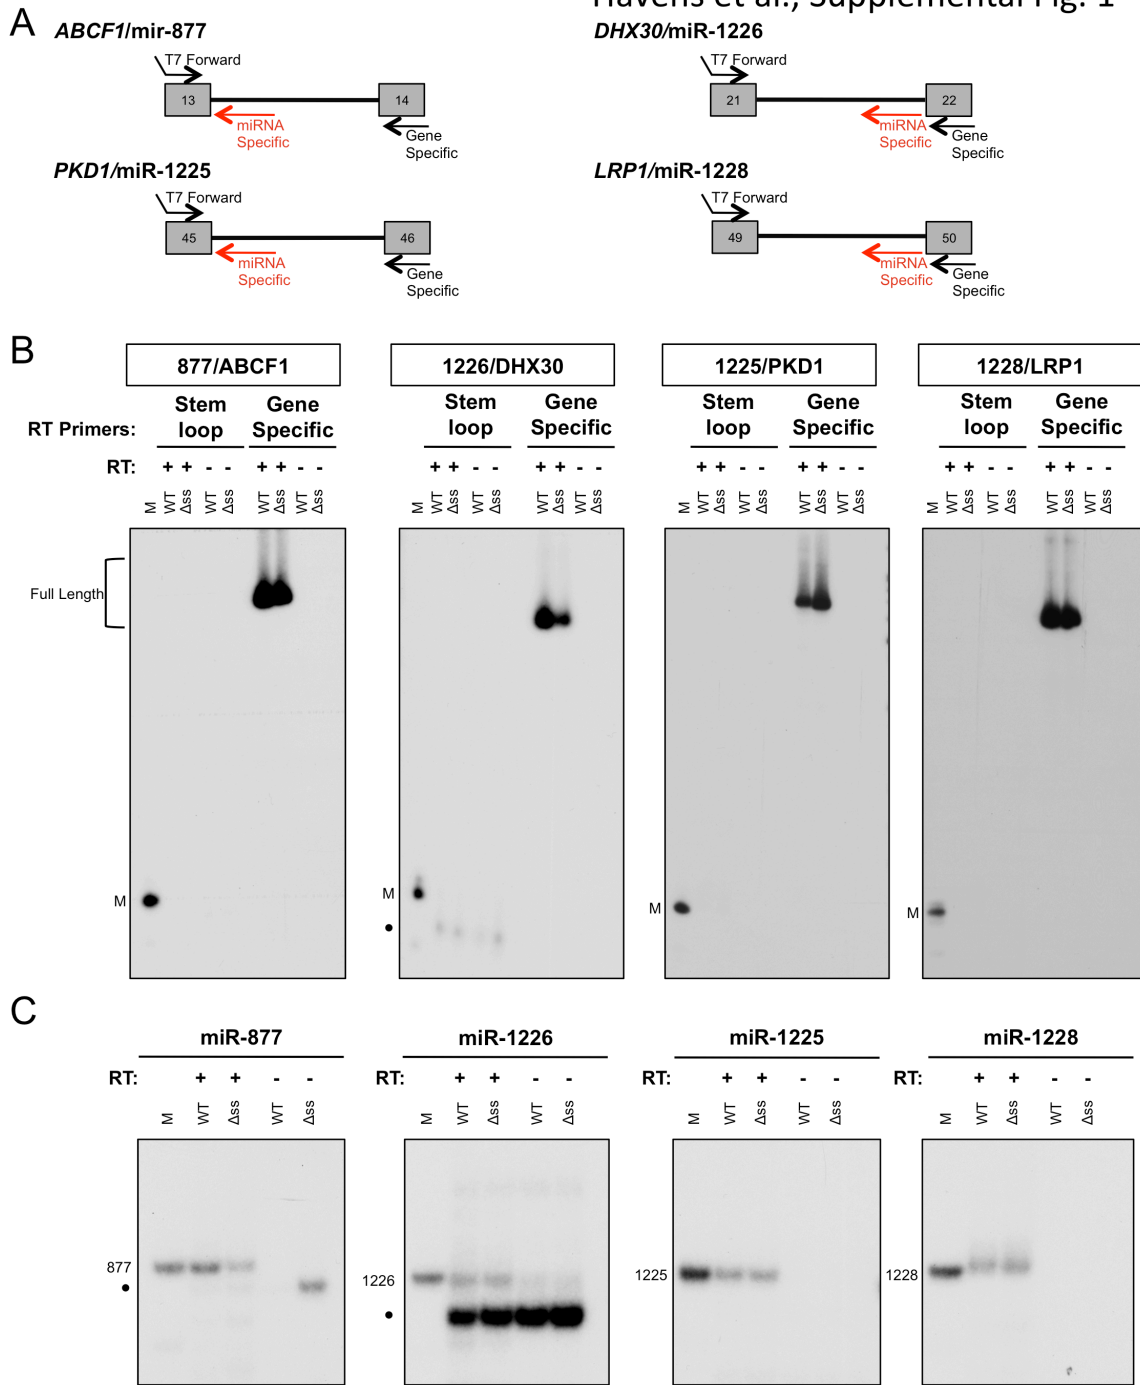 Havens et al., Supplemental Fig. 1
A
ABCF1/mir-877
T7 Forward
13
14
miRNA
Specific
Gene
Specific
DHX30/miR-1226
T7 Forward
21
22
miRNA
Specific
Gene
Specific
PKD1/miR-1225
T7 Forward
45
46
miRNA
Specific
Gene
Specific
LRP1/miR-1228
T7 Forward
49
50
miRNA
Specific
Gene
Specific
B
877/ABCF1 1226/DHX30 1225/PKD1 1228/LRP1
RT Primers: Stem loop Gene Specific Stem loop Gene Specific Stem loop Gene Specific Stem loop Gene Specific
RT: + + - - + + - - + + - - + + - - + + - - + + - - + + - - + + - -
M WT Δss WT Δss WT Δss WT Δss M WT Δss WT Δss WT Δss WT Δss M WT Δss WT Δss WT Δss WT Δss M WT Δss WT Δss WT Δss WT Δss
Full Length
M M M M
•
C
miR-877 miR-1226 miR-1225 miR-1228
RT: + + - - RT: + + - - RT: + + - - RT: + + - -
M WT Δss WT Δss M WT Δss WT Δss M WT Δss WT Δss M WT Δss WT Δss
877 1226 1225 1228
• •